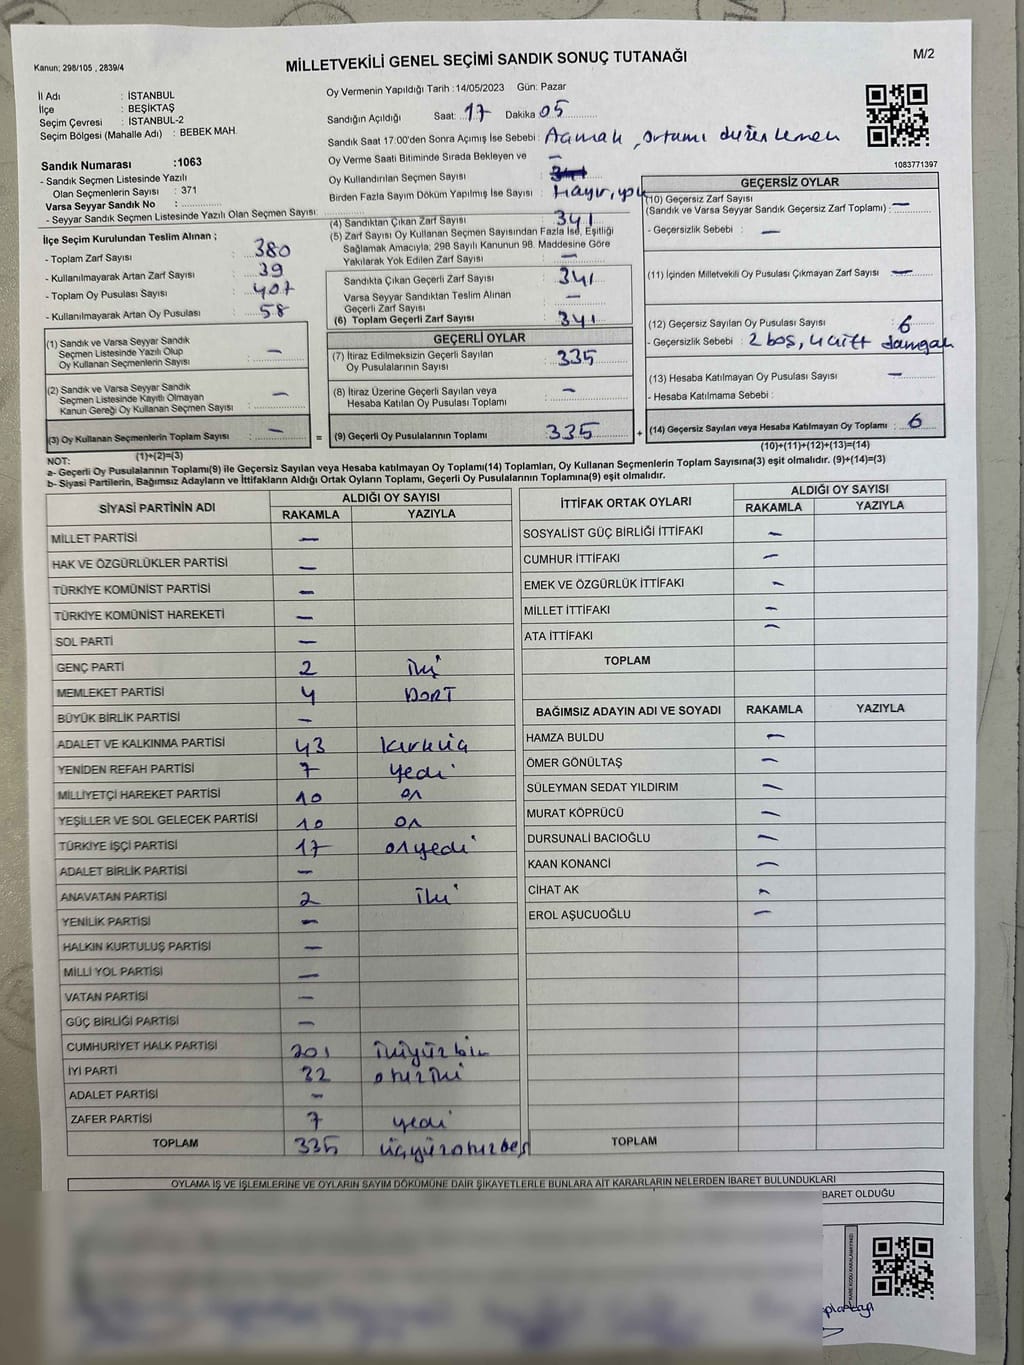 Kanun; 298/105 , 2839/4
MİLLETVEKİLİ GENEL SEÇİMİ SANDIK SONUÇ TUTANAĞI
M/2
İl Adı : İSTANBUL
İlçe : BEŞİKTAŞ
Seçim Çevresi : İSTANBUL-2
Seçim Bölgesi (Mahalle Adı) : BEBEK MAH.
Sandık Numarası :1063
- Sandık Seçmen Listesinde Yazılı
Olan Seçmenlerin Sayısı : 371
Varsa Seyyar Sandık No :
- Seyyar Sandık Seçmen Listesinde Yazılı Olan Seçmen Sayısı:
Oy Vermenin Yapıldığı Tarih :14/05/2023 Gün: Pazar
Sandığın Açıldığı Saat: 17 Dakika 05
Sandık Saat 17:00'den Sonra Açımış İse Sebebi : Açmak, ortamı düzenlemek
Oy Verme Saati Bitiminde Sırada Bekleyen ve
Oy Kullandırılan Seçmen Sayısı : —
Birden Fazla Sayım Döküm Yapılmış İse Sayısı : Hayır, yok
1083771397
İlçe Seçim Kurulundan Teslim Alınan ;
- Toplam Zarf Sayısı : 380
- Kullanılmayarak Artan Zarf Sayısı : 39
- Toplam Oy Pusulası Sayısı : 407
- Kullanılmayarak Artan Oy Pusulası : 58
(1) Sandık ve Varsa Seyyar Sandık
Seçmen Listesinde Yazılı Olup
Oy Kullanan Seçmenlerin Sayısı : —
(2) Sandık ve Varsa Seyyar Sandık
Seçmen Listesinde Kayıtlı Olmayan
Kanun Gereği Oy Kullanan Seçmen Sayısı : —
(3) Oy Kullanan Seçmenlerin Toplam Sayısı : —
(1)+(2)=(3)
(4) Sandıktan Çıkan Zarf Sayısı : 341
(5) Zarf Sayısı Oy Kullanan Seçmen Sayısından Fazla İse, Eşitliği
Sağlamak Amacıyla; 298 Sayılı Kanunun 98. Maddesine Göre
Yakılarak Yok Edilen Zarf Sayısı : —
Sandıkta Çıkan Geçerli Zarf Sayısı : 341
Varsa Seyyar Sandıktan Teslim Alınan
Geçerli Zarf Sayısı : —
(6) Toplam Geçerli Zarf Sayısı : 341
GEÇERLİ OYLAR
(7) İtiraz Edilmeksizin Geçerli Sayılan
Oy Pusulalarının Sayısı : 335
(8) İtiraz Üzerine Geçerli Sayılan veya
Hesaba Katılan Oy Pusulası Toplamı : —
= (9) Geçerli Oy Pusulalarının Toplamı 335 +
GEÇERSİZ OYLAR
(10) Geçersiz Zarf Sayısı
(Sandık ve Varsa Seyyar Sandık Geçersiz Zarf Toplamı) : —
- Geçersizlik Sebebi : —
(11) İçinden Milletvekili Oy Pusulası Çıkmayan Zarf Sayısı —
(12) Geçersiz Sayılan Oy Pusulası Sayısı : 6
- Geçersizlik Sebebi : 2 boş, 4 çift damgalı
(13) Hesaba Katılmayan Oy Pusulası Sayısı : —
- Hesaba Katılmama Sebebi :
(14) Geçersiz Sayılan veya Hesaba Katılmayan Oy Toplamı : 6
(10)+(11)+(12)+(13)=(14)
NOT:
a- Geçerli Oy Pusulalarının Toplamı(9) ile Geçersiz Sayılan veya Hesaba katılmayan Oy Toplamı(14) Toplamları, Oy Kullanan Seçmenlerin Toplam Sayısına(3) eşit olmalıdır. (9)+(14)=(3)
b- Siyasi Partilerin, Bağımsız Adayların ve İttifakların Aldığı Ortak Oyların Toplamı, Geçerli Oy Pusulalarının Toplamına(9) eşit olmalıdır.
SİYASİ PARTİNİN ADI ALDIĞI OY SAYISI
RAKAMLA YAZIYLA
MİLLET PARTİSİ —
HAK VE ÖZGÜRLÜKLER PARTİSİ —
TÜRKİYE KOMÜNİST PARTİSİ —
TÜRKİYE KOMÜNİST HAREKETİ —
SOL PARTİ —
GENÇ PARTİ 2 iki
MEMLEKET PARTİSİ 4 DÖRT
BÜYÜK BİRLİK PARTİSİ —
ADALET VE KALKINMA PARTİSİ 43 kırküç
YENİDEN REFAH PARTİSİ 7 yedi
MİLLİYETÇİ HAREKET PARTİSİ 10 on
YEŞİLLER VE SOL GELECEK PARTİSİ 10 on
TÜRKİYE İŞÇİ PARTİSİ 17 onyedi
ADALET BİRLİK PARTİSİ —
ANAVATAN PARTİSİ 2 iki
YENİLİK PARTİSİ —
HALKIN KURTULUŞ PARTİSİ —
MİLLİ YOL PARTİSİ —
VATAN PARTİSİ —
GÜÇ BİRLİĞİ PARTİSİ —
CUMHURİYET HALK PARTİSİ 201 ikiyüzbir
İYİ PARTİ 32 otuziki
ADALET PARTİSİ —
ZAFER PARTİSİ 7 yedi
TOPLAM 335 üçyüzotuzbeş
İTTİFAK ORTAK OYLARI ALDIĞI OY SAYISI
RAKAMLA YAZIYLA
SOSYALİST GÜÇ BİRLİĞİ İTTİFAKI —
CUMHUR İTTİFAKI —
EMEK VE ÖZGÜRLÜK İTTİFAKI —
MİLLET İTTİFAKI —
ATA İTTİFAKI —
TOPLAM
BAĞIMSIZ ADAYIN ADI VE SOYADI RAKAMLA YAZIYLA
HAMZA BULDU —
ÖMER GÖNÜLTAŞ —
SÜLEYMAN SEDAT YILDIRIM —
MURAT KÖPRÜCÜ —
DURSUNALİ BACIOĞLU —
KAAN KONANCİ —
CİHAT AK —
EROL AŞUCUOĞLU —
TOPLAM
OYLAMA İŞ VE İŞLEMLERİNE VE OYLARIN SAYIM DÖKÜMÜNE DAİR ŞİKAYETLERLE BUNLARA AİT KARARLARIN NELERDEN İBARET BULUNDUKLARI
BARET OLDUĞU